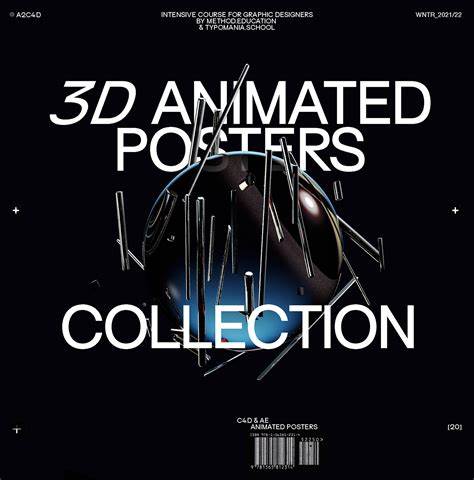 ® A2C4D
INTENSIVE COURSE FOR GRAPHIC DESIGNERS
BY METHOD.EDUCATION
& TYPOMANIA.SCHOOL
WNTR_2021/22
3D ANIMATED
POSTERS
COLLECTION
C4D & AE
ANIMATED POSTERS
[20]
52250